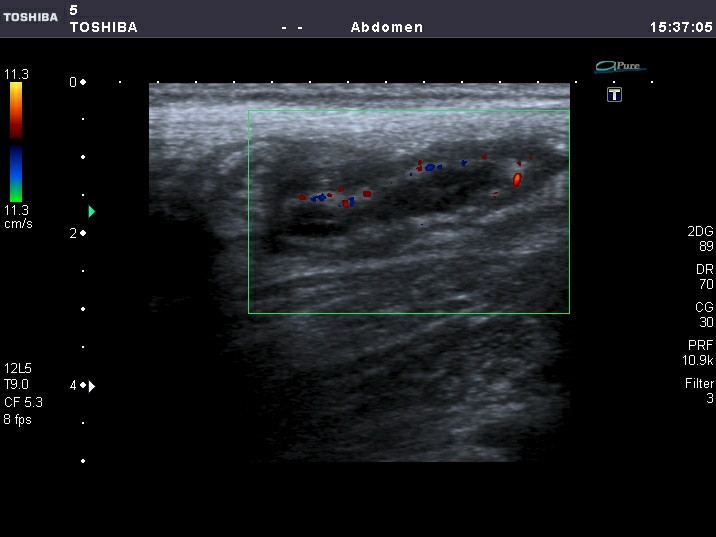 TOSHIBA
5
TOSHIBA
- -
Abdomen
15:37:05
aPure
T
11.3
11.3
cm/s
0
2
4
2DG
89
DR
70
CG
30
PRF
10.9k
Filter
3
12L5
T9.0
CF 5.3
8 fps